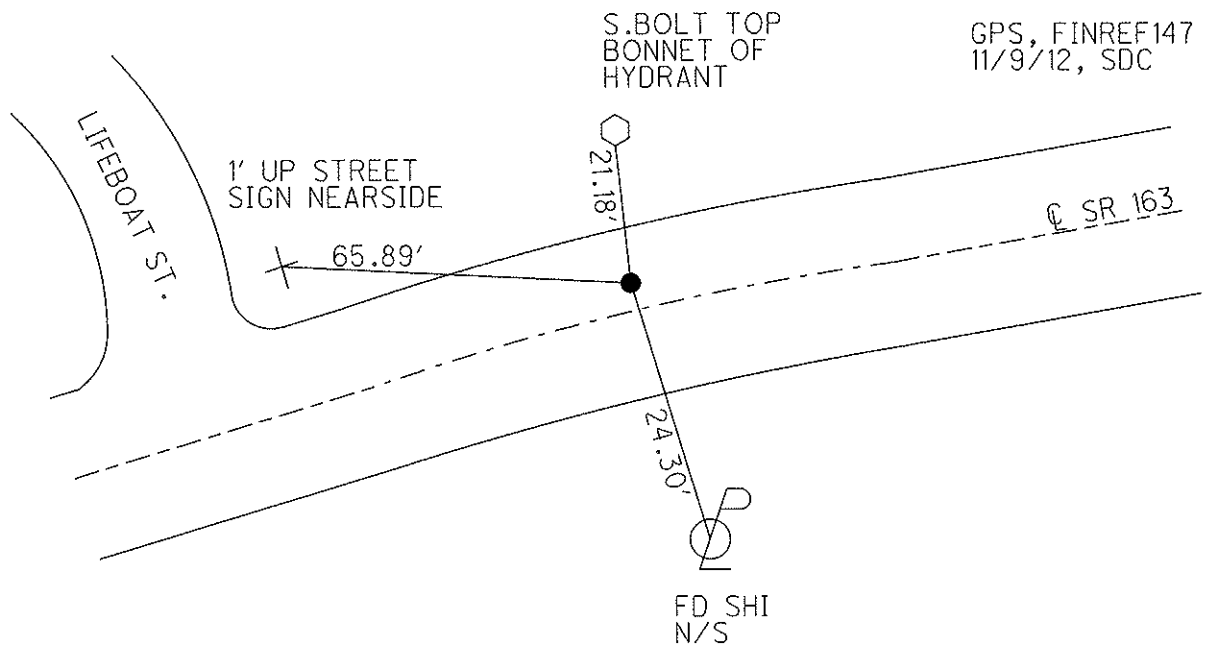 S.BOLT TOP
BONNET OF
HYDRANT
GPS, FINREF147
11/9/12, SDC
LIFEBOAT ST.
1' UP STREET
SIGN NEARSIDE
21.18'
65.89'
℄ SR 163
24.30'
FD SHI
N/S